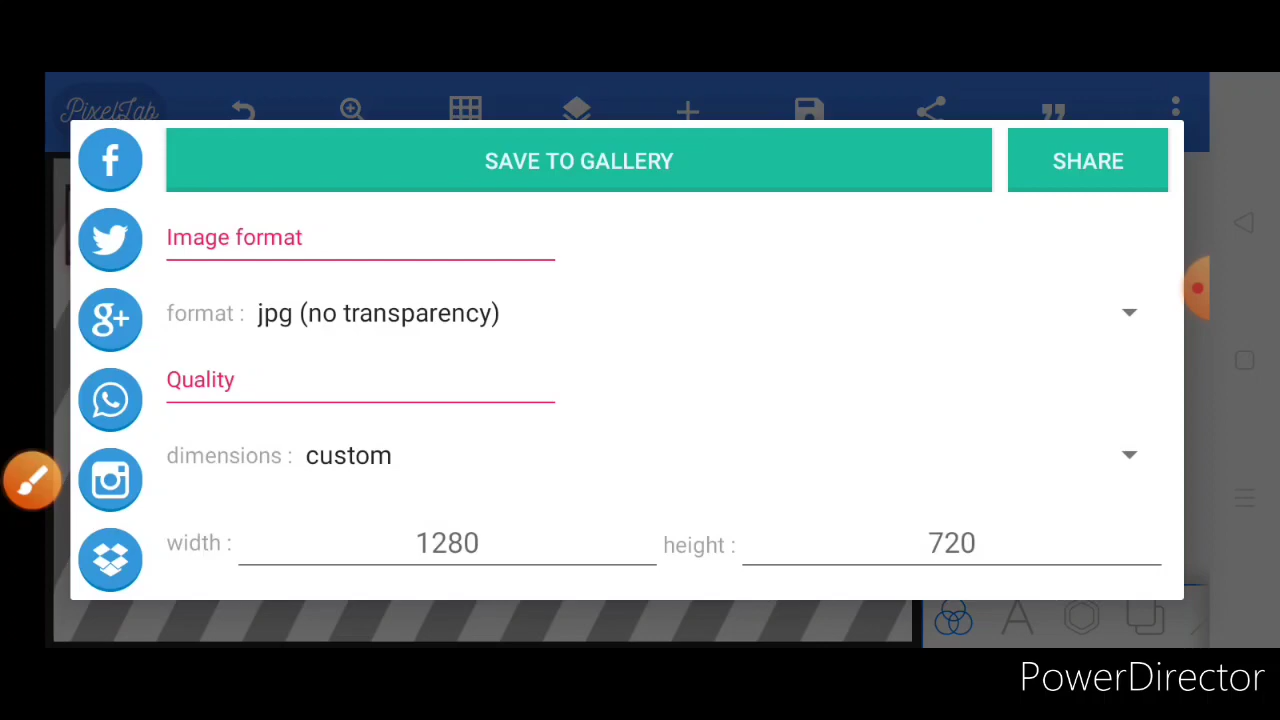 PixelLab
SAVE TO GALLERY
SHARE
Image format
format : jpg (no transparency)
Quality
dimensions : custom
width : 1280 height : 720
PowerDirector